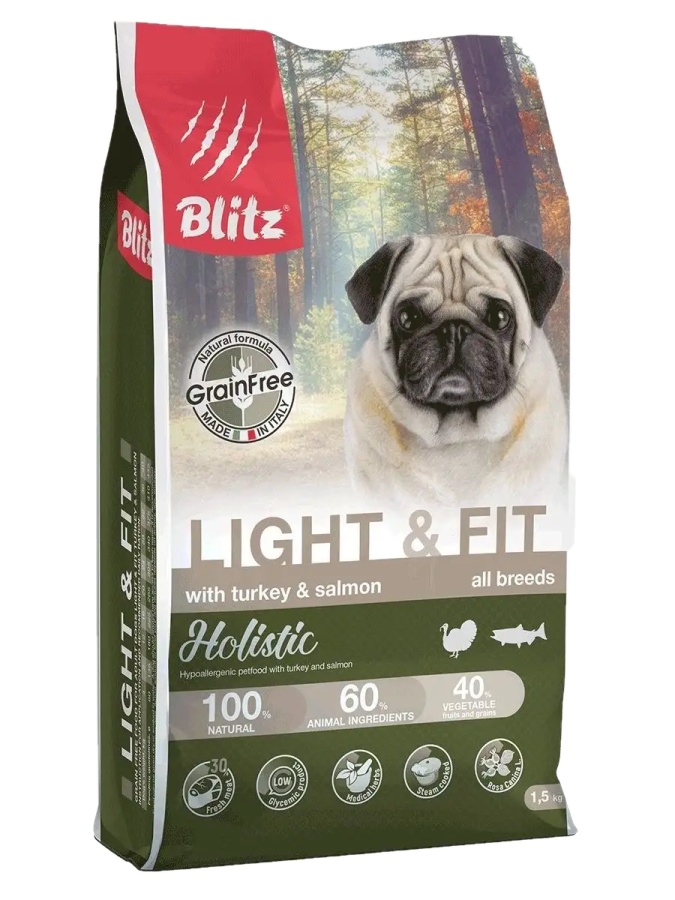 Blitz®
Blitz
Natural formula
GrainFree
MADE IN ITALY
LIGHT & FIT
with turkey & salmon
all breeds
Holistic
Hypoallergenic petfood with turkey and salmon
100%
NATURAL
60%
ANIMAL INGREDIENTS
40%
VEGETABLE
fruits and grains
30%
Fresh meat
LOW
Glycemic product
Medical herbs
Steam cooked
Rosa Canina L.
1,5 kg
LIGHT & FIT